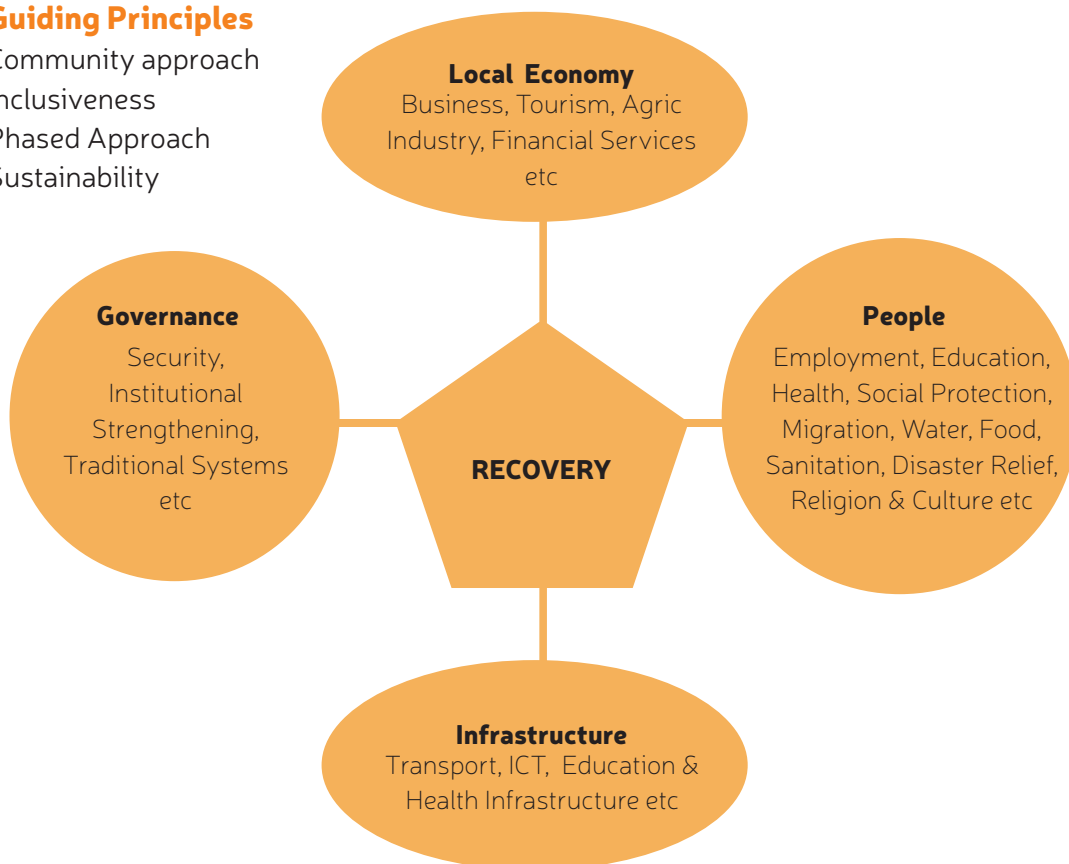 Guiding Principles
Community approach
nclusiveness
Phased Approach
Sustainability
Local Economy
Business, Tourism, Agric
Industry, Financial Services
etc
Governance
Security,
Institutional
Strengthening,
Traditional Systems
etc
People
Employment, Education,
Health, Social Protection,
Migration, Water, Food,
Sanitation, Disaster Relief,
Religion & Culture etc
RECOVERY
Infrastructure
Transport, ICT, Education &
Health Infrastructure etc